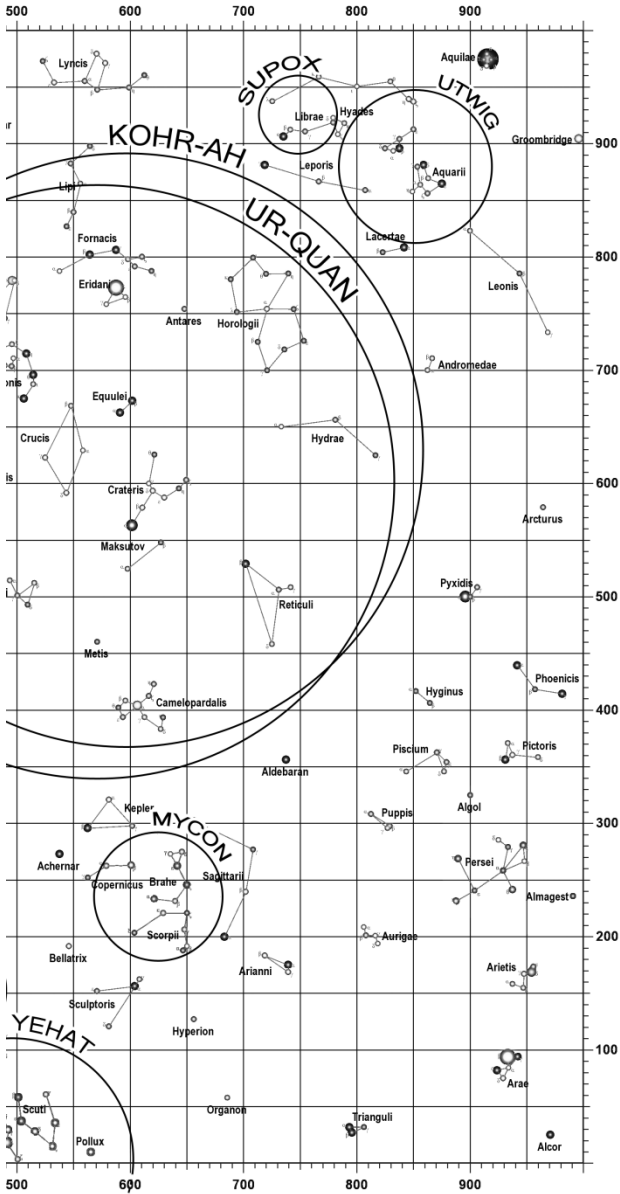 500 600 700 800 900
Aquilae
Lyncis
SUPOX
UTWIG
Librae
Hyades
Groombridge
900
KOHR-AH
Leporis
Aquarii
Lipi
UR-QUAN
Fornacis
Lacertae
800
Eridani
Leonis
Antares
Horologii
Andromedae
700
onis
Equulei
Crucis
Hydrae
is
Crateris
600
Arcturus
Maksutov
Pyxidis
Reticuli
500
Metis
Phoenicis
Camelopardalis
Hyginus
400
Piscium
Pictoris
Aldebaran
Kepler
MYCON
Puppis
Algol
300
Achernar
Copernicus
Brahe
Sagittarii
Persei
Almagest
Scorpii
Aurigae
200
Bellatrix
Arianni
Arietis
Sculptoris
YEHAT
Hyperion
100
Arae
Scuti
Organon
Trianguli
Pollux
Alcor
500 600 700 800 900